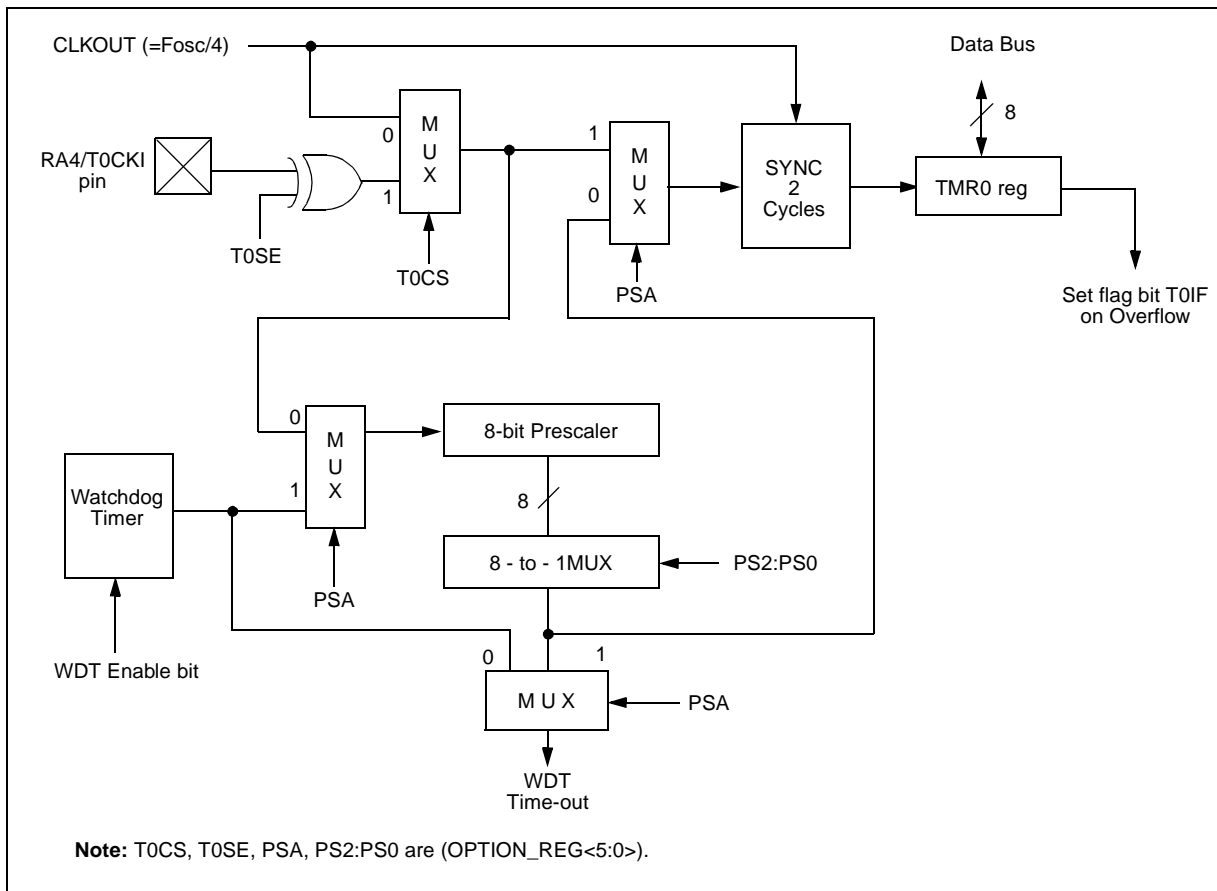 CLKOUT (=Fosc/4)
Data Bus
8
RA4/T0CKI
pin
0
1
M
U
X
T0SE
T0CS
1
0
M
U
X
PSA
SYNC
2
Cycles
TMR0 reg
Set flag bit T0IF
on Overflow
0
1
M
U
X
PSA
8-bit Prescaler
8
Watchdog
Timer
WDT Enable bit
8 - to - 1MUX
PS2:PS0
0
1
M U X
PSA
WDT
Time-out
Note: T0CS, T0SE, PSA, PS2:PS0 are (OPTION_REG<5:0>).